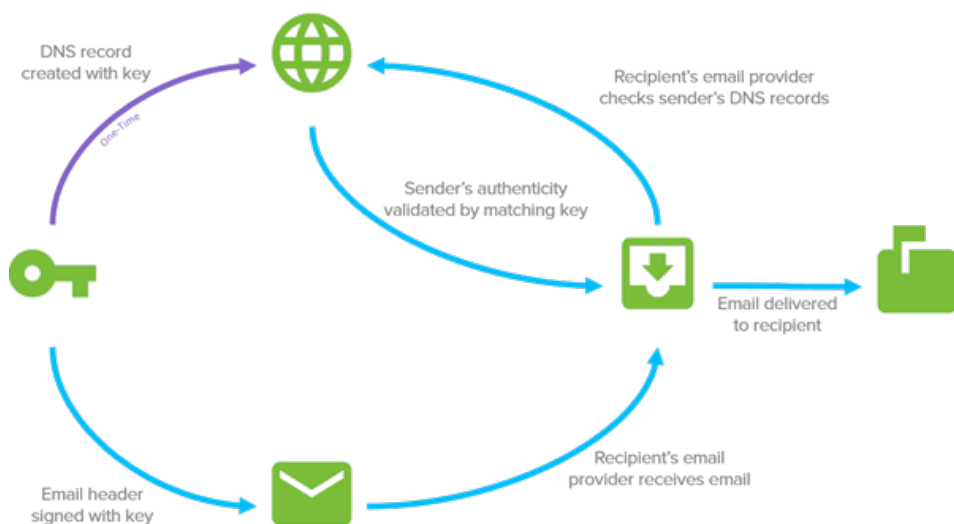 DNS record
created with key
One-Time
Recipient's email provider
checks sender's DNS records
Sender's authenticity
validated by matching key
Email delivered
to recipient
Email header
signed with key
Recipient's email
provider receives email